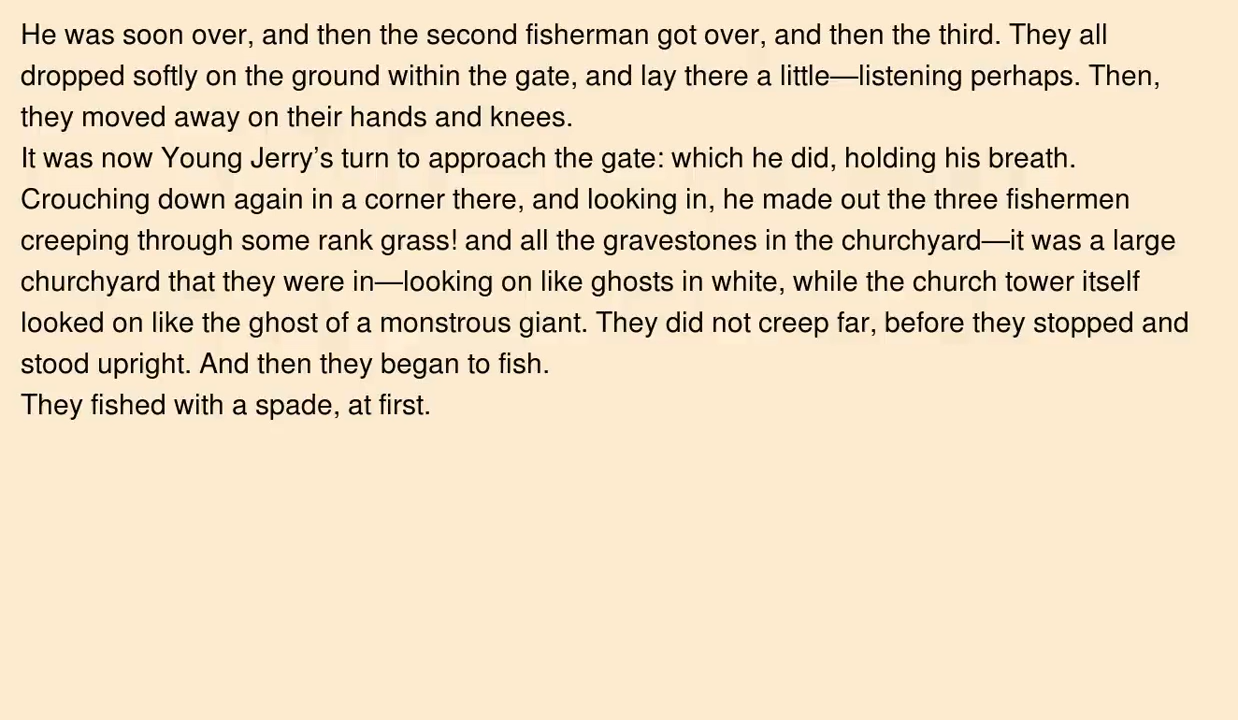 He was soon over, and then the second fisherman got over, and then the third. They all
dropped softly on the ground within the gate, and lay there a little—listening perhaps. Then,
they moved away on their hands and knees.
It was now Young Jerry’s turn to approach the gate: which he did, holding his breath.
Crouching down again in a corner there, and looking in, he made out the three fishermen
creeping through some rank grass! and all the gravestones in the churchyard—it was a large
churchyard that they were in—looking on like ghosts in white, while the church tower itself
looked on like the ghost of a monstrous giant. They did not creep far, before they stopped and
stood upright. And then they began to fish.
They fished with a spade, at first.